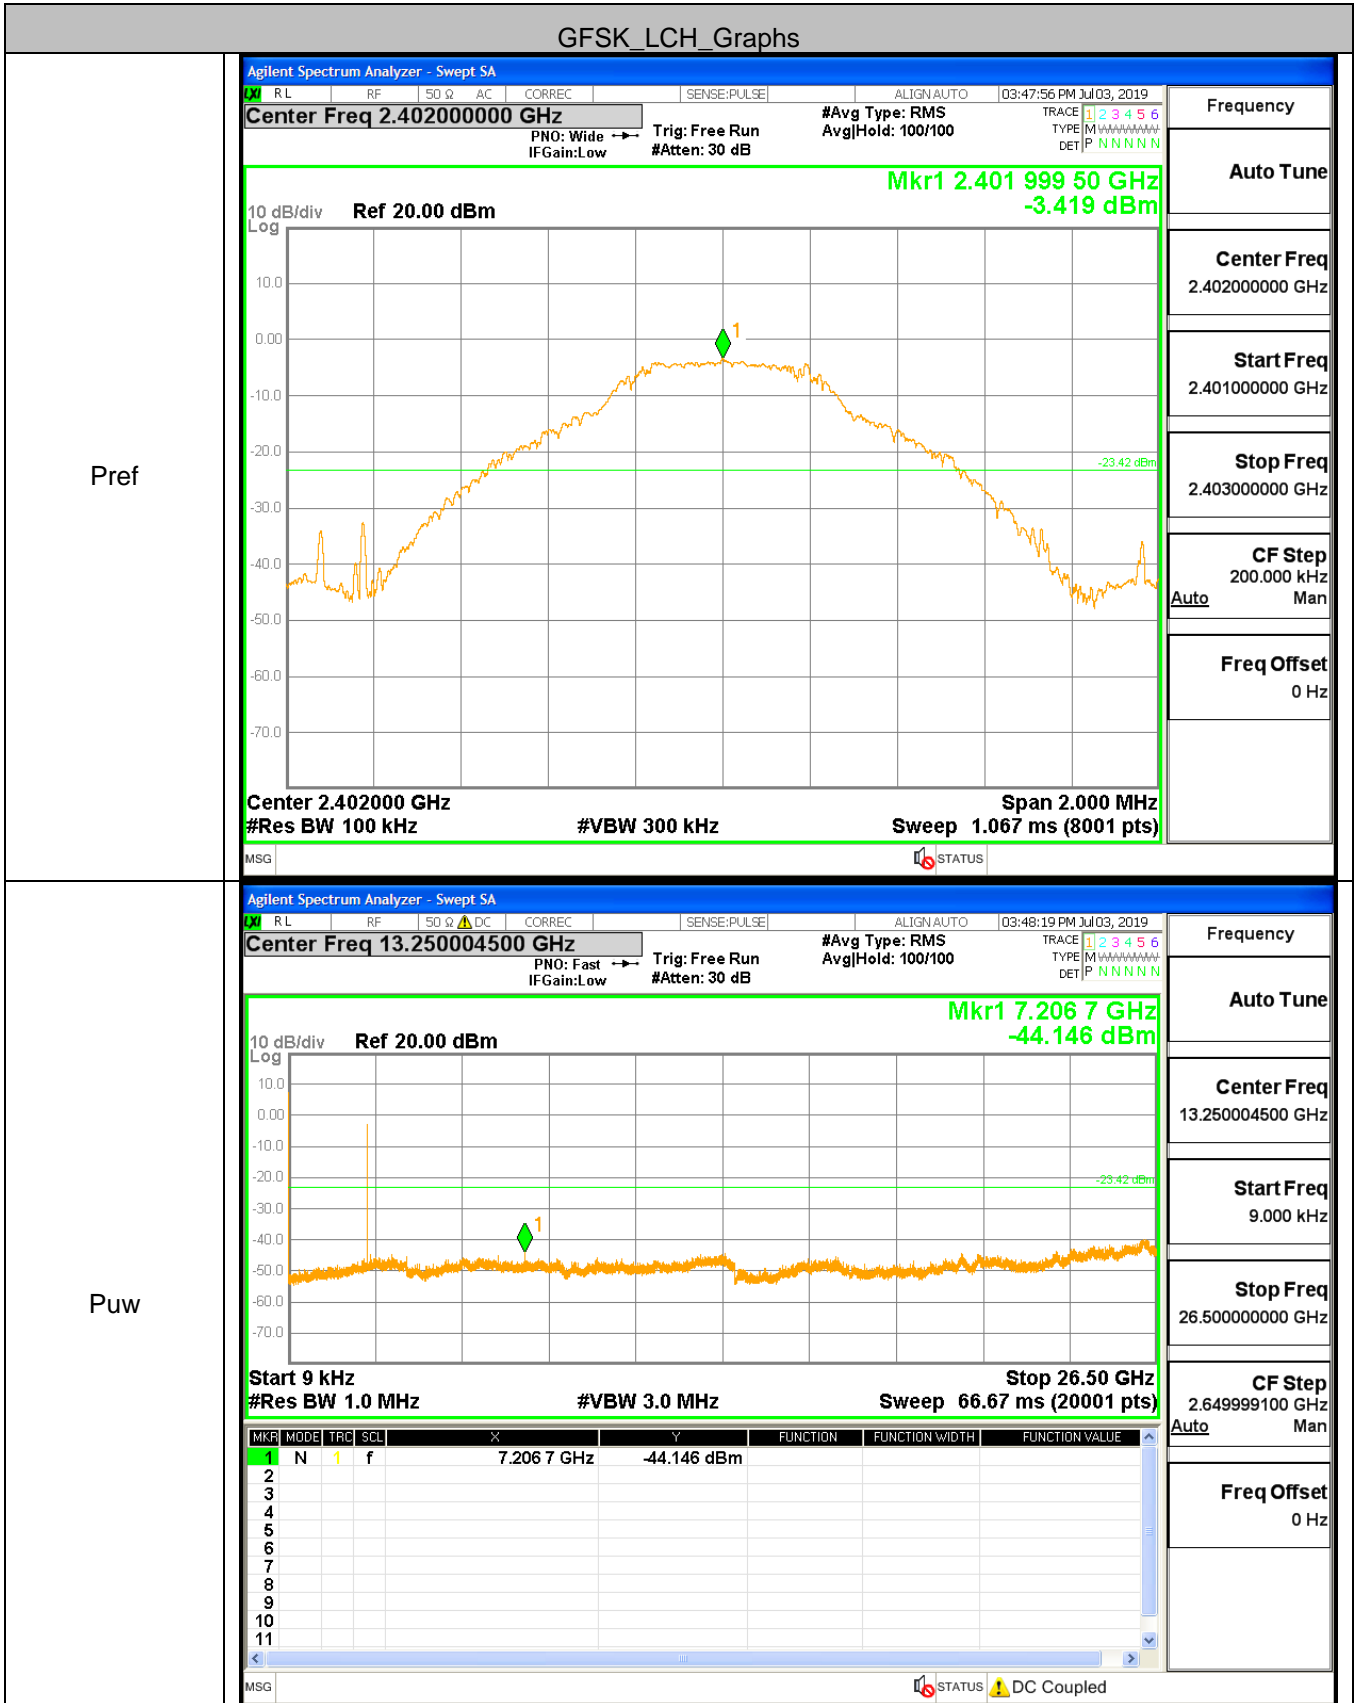 GFSK_LCH_Graphs
Pref
Agilent Spectrum Analyzer - Swept SA
LXI RL RF 50 Ω AC CORREC SENSE:PULSE ALIGN AUTO 03:47:56 PM Jul 03, 2019
Center Freq 2.402000000 GHz
PNO: Wide
IFGain:Low
Trig: Free Run
#Atten: 30 dB
#Avg Type: RMS
Avg|Hold: 100/100
TRACE 1 2 3 4 5 6
TYPE M
DET P N N N N N
Mkr1 2.401 999 50 GHz
-3.419 dBm
10 dB/div Ref 20.00 dBm
Log
10.0
0.00
1
-10.0
-20.0
-23.42 dBm
-30.0
-40.0
-50.0
-60.0
-70.0
Center 2.402000 GHz Span 2.000 MHz
#Res BW 100 kHz #VBW 300 kHz Sweep 1.067 ms (8001 pts)
MSG STATUS
Frequency
Auto Tune
Center Freq
2.402000000 GHz
Start Freq
2.401000000 GHz
Stop Freq
2.403000000 GHz
CF Step
200.000 kHz
Auto Man
Freq Offset
0 Hz
Puw
Agilent Spectrum Analyzer - Swept SA
LXI RL RF 50 Ω DC CORREC SENSE:PULSE ALIGN AUTO 03:48:19 PM Jul 03, 2019
Center Freq 13.250004500 GHz
PNO: Fast
IFGain:Low
Trig: Free Run
#Atten: 30 dB
#Avg Type: RMS
Avg|Hold: 100/100
TRACE 1 2 3 4 5 6
TYPE M
DET P N N N N N
Mkr1 7.206 7 GHz
-44.146 dBm
10 dB/div Ref 20.00 dBm
Log
10.0
0.00
-10.0
-20.0
-23.42 dBm
-30.0
1
-40.0
-50.0
-60.0
-70.0
Start 9 kHz Stop 26.50 GHz
#Res BW 1.0 MHz #VBW 3.0 MHz Sweep 66.67 ms (20001 pts)
MKR MODE TRC SCL X Y FUNCTION FUNCTION WIDTH FUNCTION VALUE
1 N 1 f 7.206 7 GHz -44.146 dBm
2
3
4
5
6
7
8
9
10
11
MSG STATUS DC Coupled
Frequency
Auto Tune
Center Freq
13.250004500 GHz
Start Freq
9.000 kHz
Stop Freq
26.500000000 GHz
CF Step
2.649999100 GHz
Auto Man
Freq Offset
0 Hz